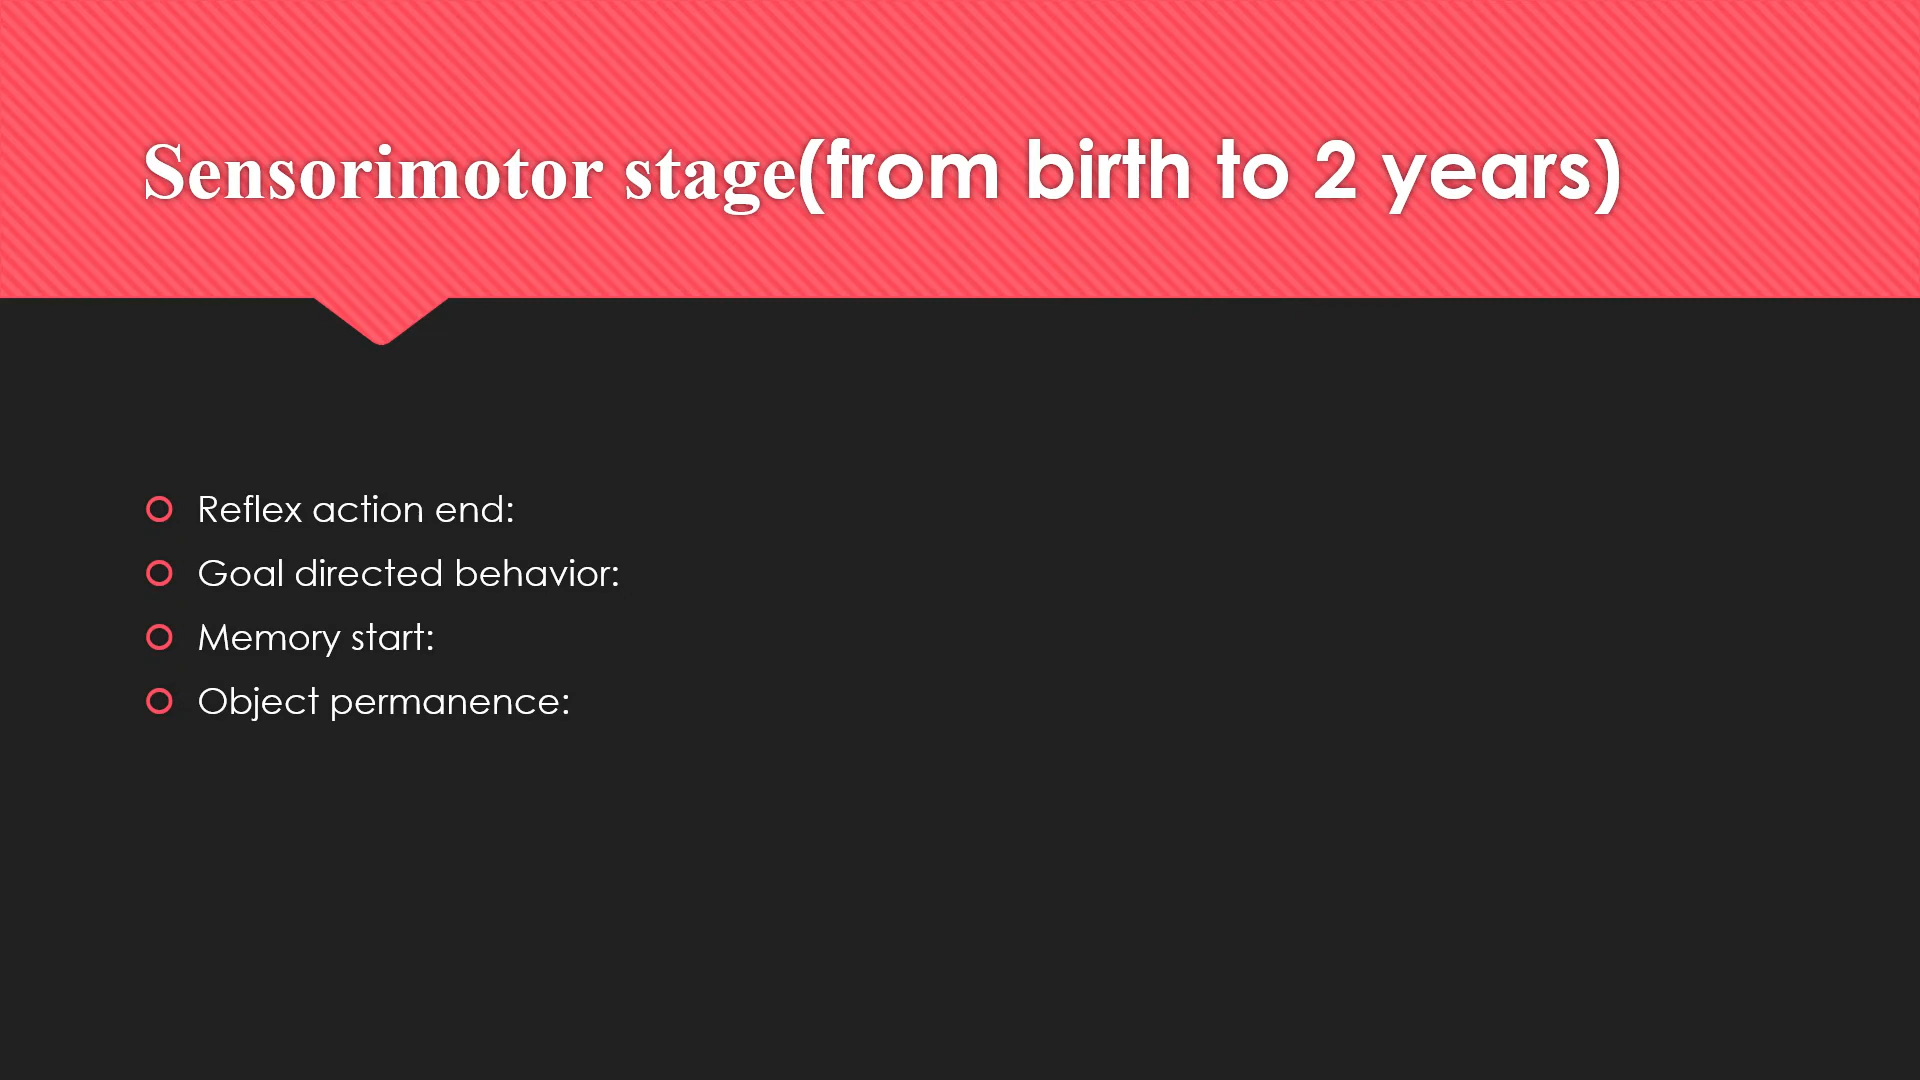 Sensorimotor stage(from birth to 2 years)
Reflex action end:
Goal directed behavior:
Memory start:
Object permanence: